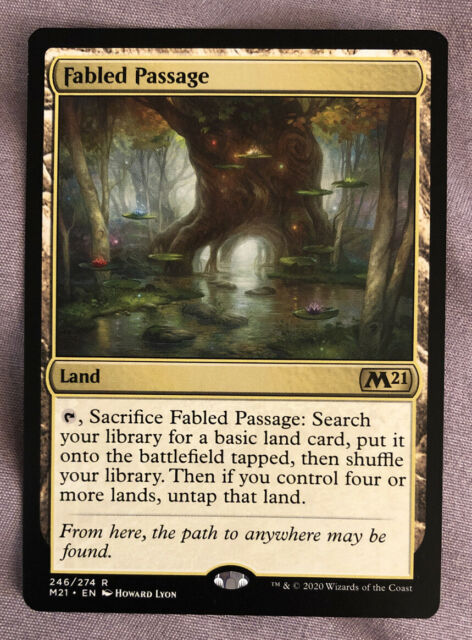 Fabled Passage
Land
M21
, Sacrifice Fabled Passage: Search
your library for a basic land card, put it
onto the battlefield tapped, then shuffle
your library. Then if you control four or
more lands, untap that land.
From here, the path to anywhere may be
found.
246/274 R
M21 • EN Howard Lyon
™ & © 2020 Wizards of the Coast